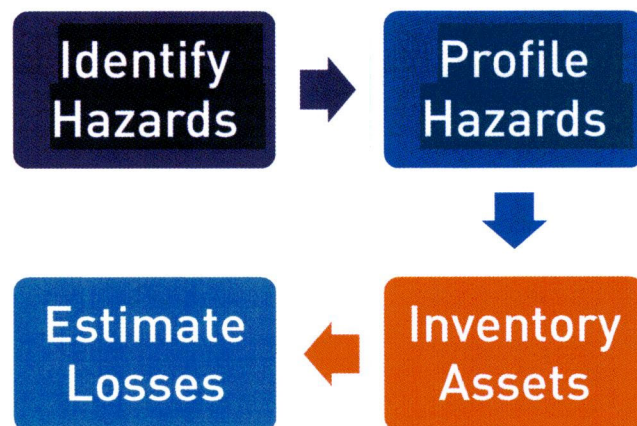 Identify
Hazards
Profile
Hazards
Estimate
Losses
Inventory
Assets